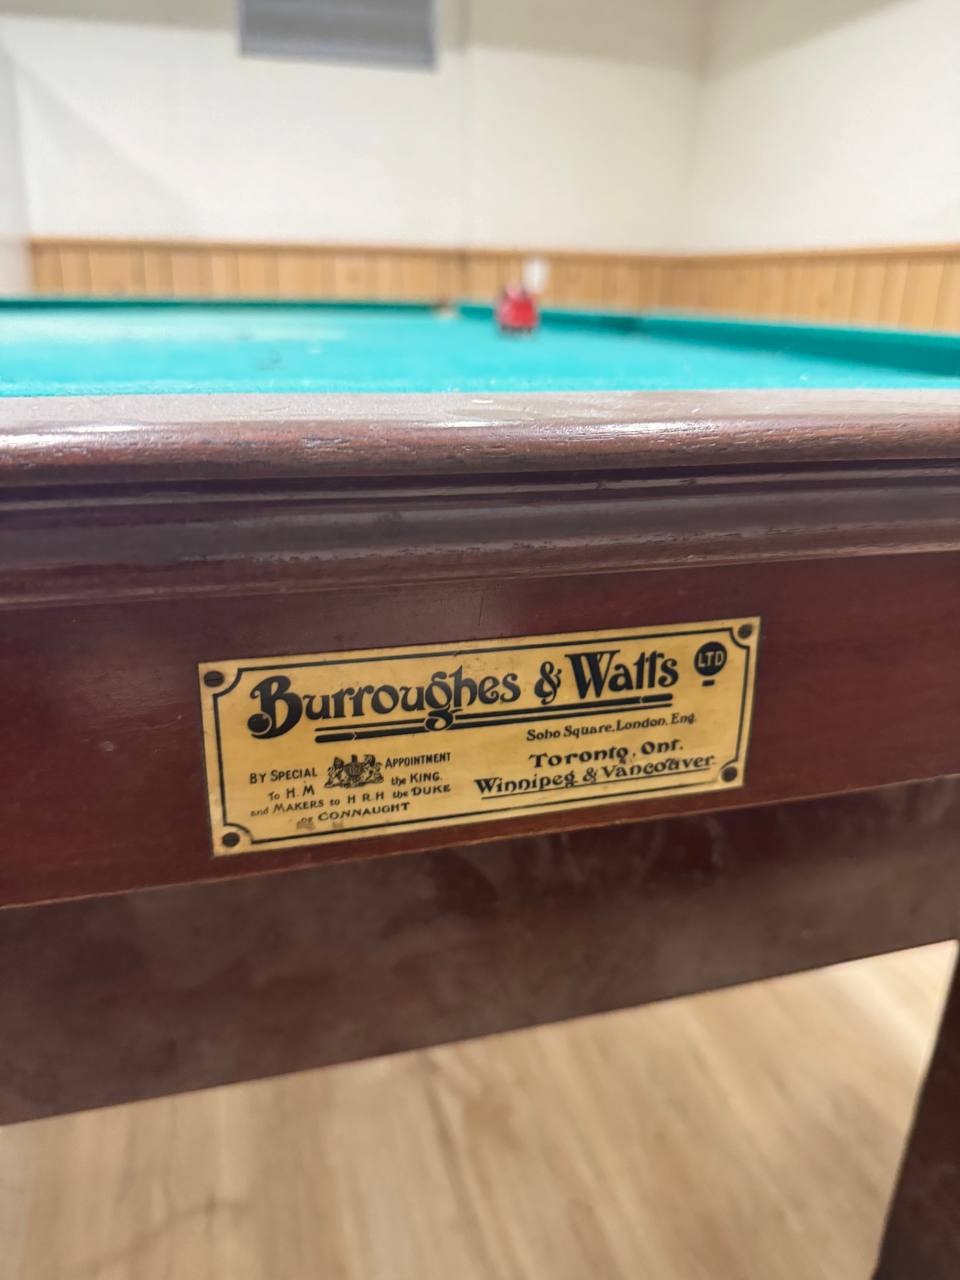 Burroughes & Watts LTD
Soho Square, London, Eng.
BY SPECIAL APPOINTMENT
To H. M the KING.
and MAKERS to H R. H the DUKE
OF CONNAUGHT
Toronto, Ont.
Winnipeg & Vancouver